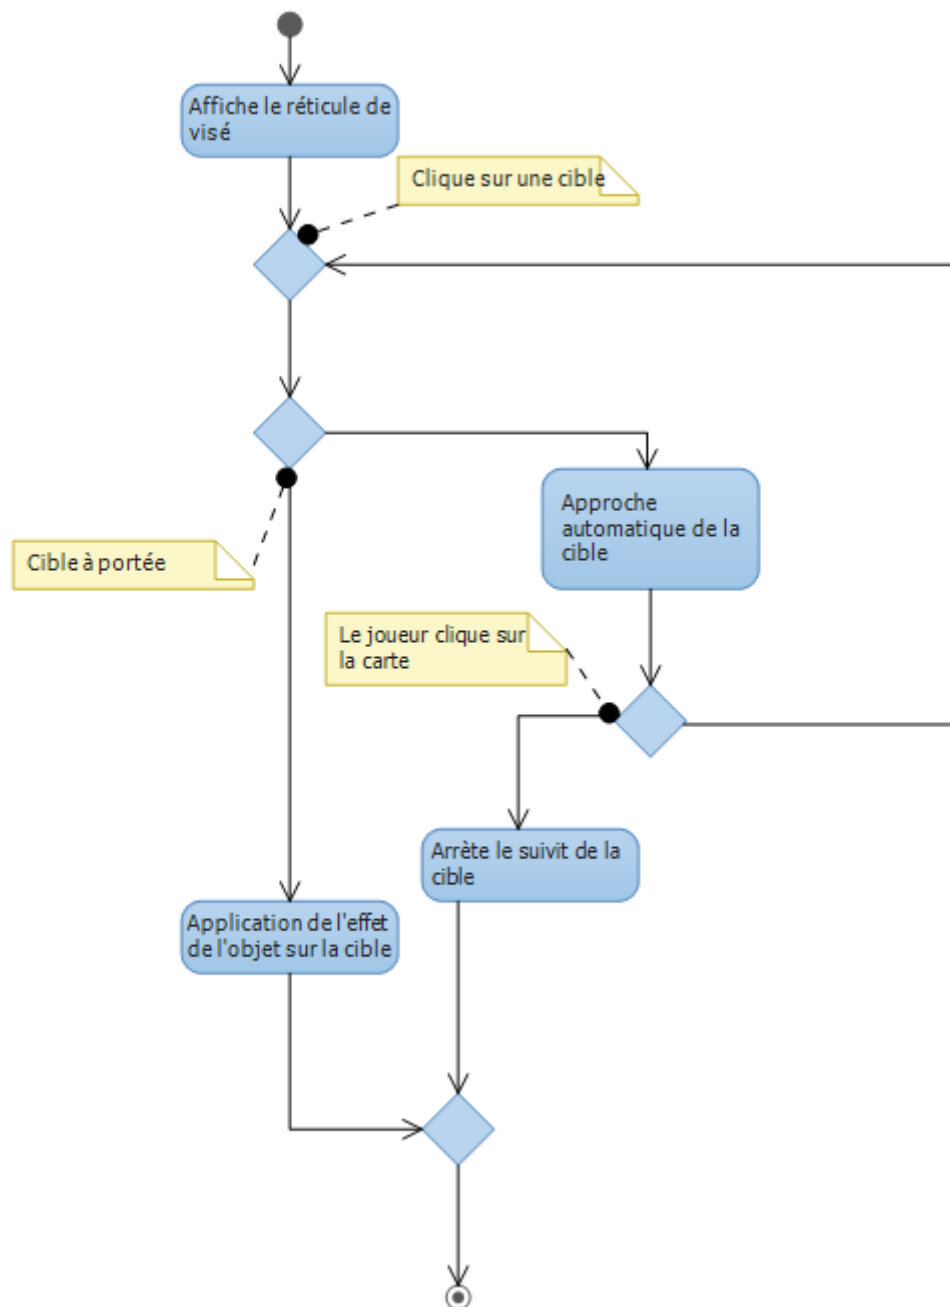 Affiche le réticule de
visé
Clique sur une cible
Approche
automatique de la
cible
Cible à portée
Le joueur clique sur
la carte
Arrète le suivit de la
cible
Application de l'effet
de l'objet sur la cible